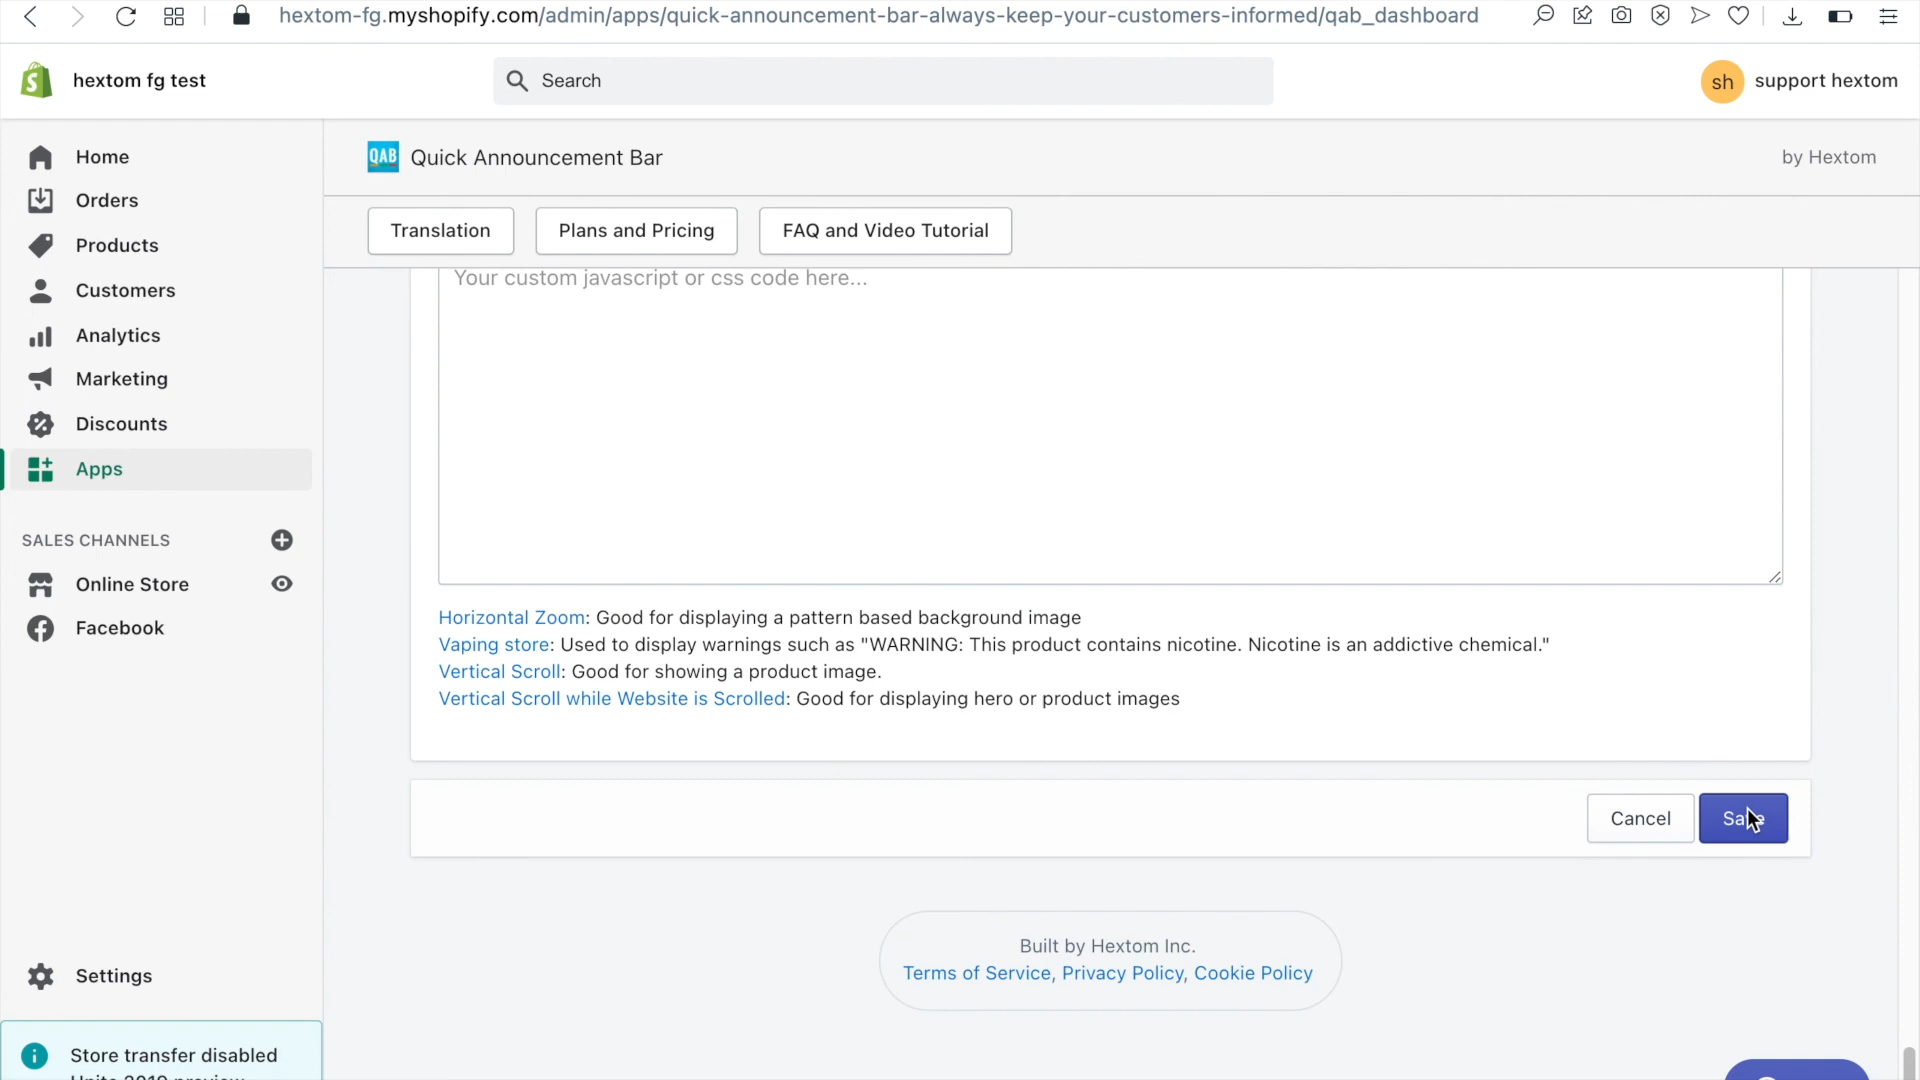 hextom-fg.myshopify.com/admin/apps/quick-announcement-bar-always-keep-your-customers-informed/qab_dashboard
hextom fg test
Search
sh support hextom
Home
Orders
Products
Customers
Analytics
Marketing
Discounts
Apps
SALES CHANNELS
Online Store
Facebook
Settings
Store transfer disabled
QAB Quick Announcement Bar
by Hextom
Translation
Plans and Pricing
FAQ and Video Tutorial
Your custom javascript or css code here...
Horizontal Zoom: Good for displaying a pattern based background image
Vaping store: Used to display warnings such as "WARNING: This product contains nicotine. Nicotine is an addictive chemical."
Vertical Scroll: Good for showing a product image.
Vertical Scroll while Website is Scrolled: Good for displaying hero or product images
Cancel
Save
Built by Hextom Inc.
Terms of Service, Privacy Policy, Cookie Policy